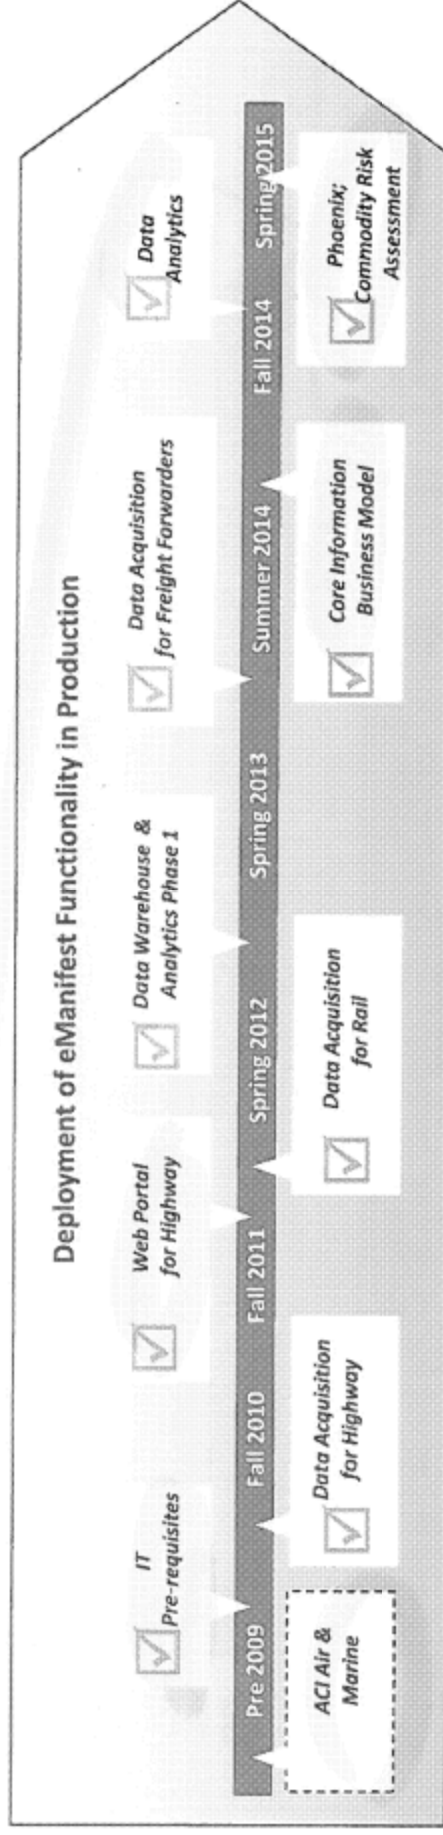 Deployment of eManifest Functionality in Production
IT
Pre-requisites
Web Portal
for Highway
Data Warehouse &
Analytics Phase 1
Data Acquisition
for Freight Forwarders
Data
Analytics
Pre 2009
Fall 2010
Fall 2011
Spring 2012
Spring 2013
Summer 2014
Fall 2014
Spring 2015
ACI Air &
Marine
Data Acquisition
for Highway
Data Acquisition
for Rail
Core Information
Business Model
Phoenix;
Commodity Risk
Assessment